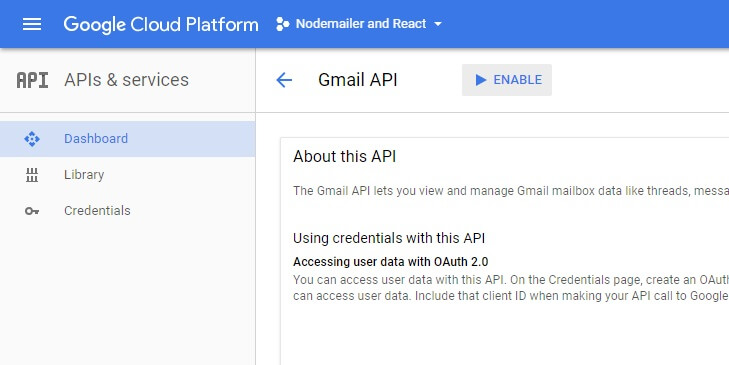 Google Cloud Platform Nodemailer and React
API APIs & services
Gmail API ENABLE
Dashboard
Library
Credentials
About this API
The Gmail API lets you view and manage Gmail mailbox data like threads,
Using credentials with this API
Accessing user data with OAuth 2.0
You can access user data with this API. On the Credentials page, create an
can access user data. Include that client ID when making your API call to Google